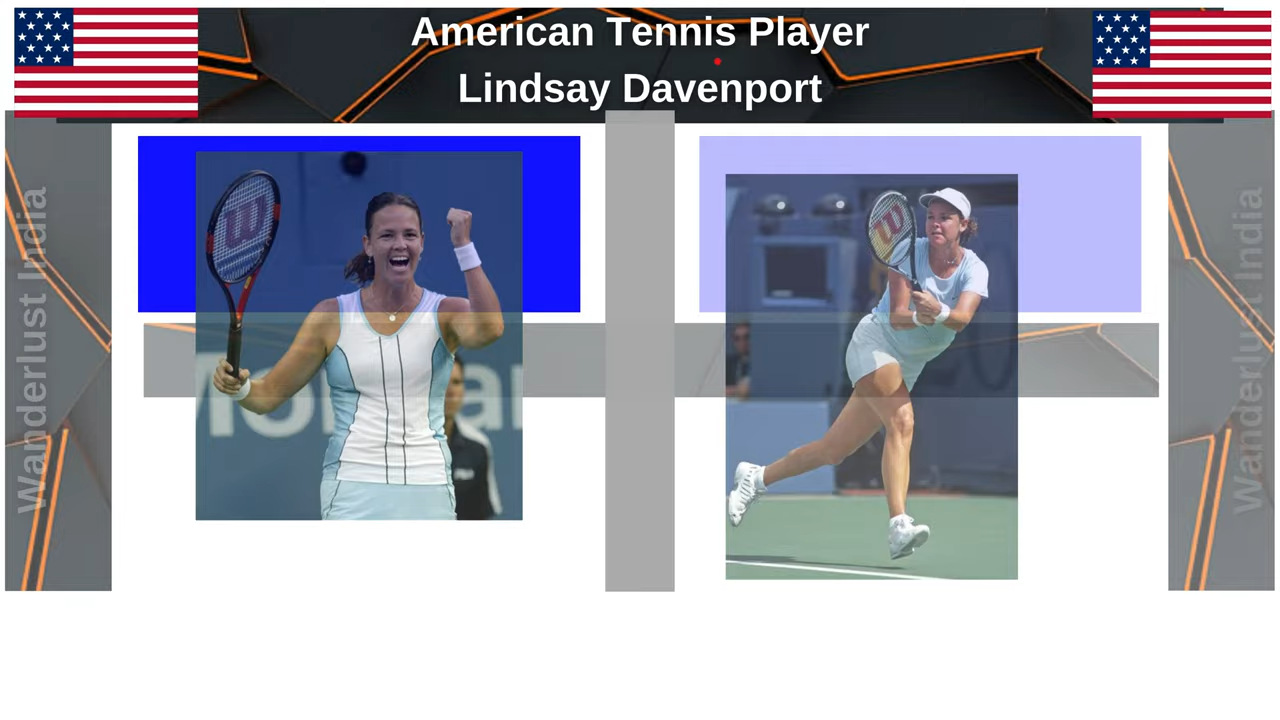 American Tennis Player
Lindsay Davenport
Wanderlust India
Wanderlust India
W
W